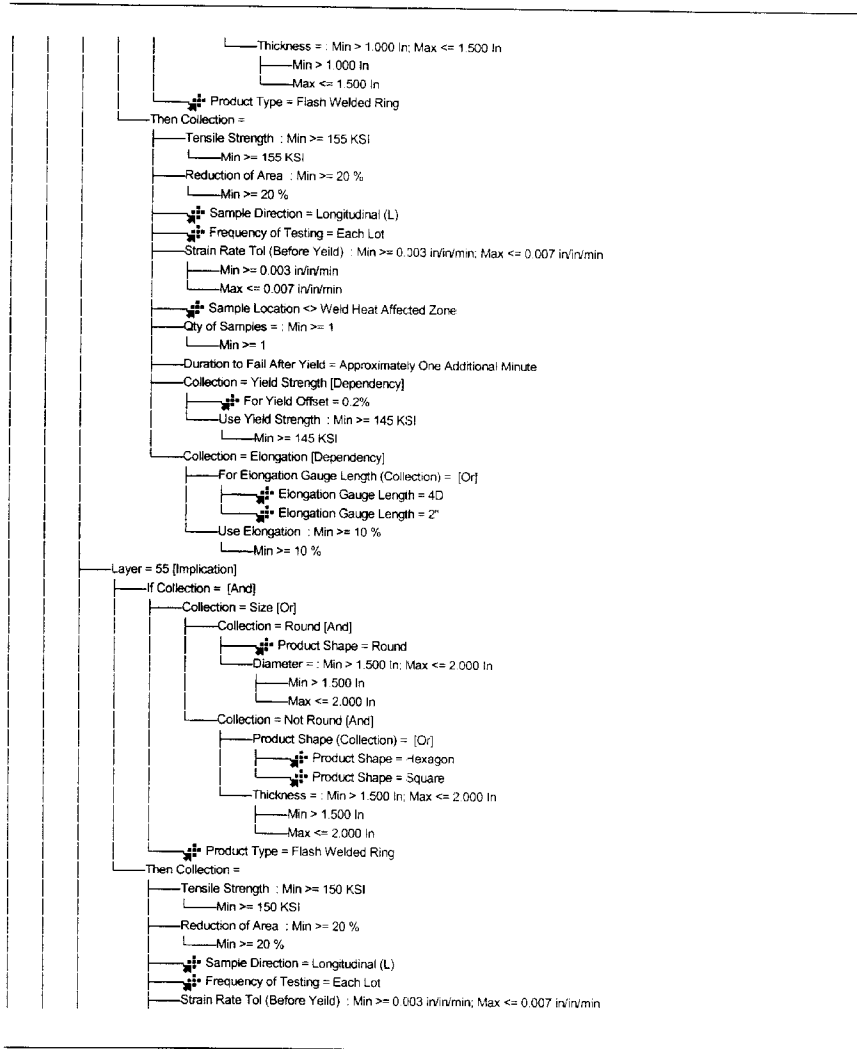 Thickness = : Min > 1.000 In; Max <= 1.500 In
Min > 1.000 In
Max <= 1.500 In
Product Type = Flash Welded Ring
Then Collection =
Tensile Strength : Min >= 155 KSI
Min >= 155 KSI
Reduction of Area : Min >= 20 %
Min >= 20 %
Sample Direction = Longitudinal (L)
Frequency of Testing = Each Lot
Strain Rate Tol (Before Yeild) : Min >= 0.003 in/in/min; Max <= 0.007 in/in/min
Min >= 0.003 in/in/min
Max <= 0.007 in/in/min
Sample Location <> Weld Heat Affected Zone
Qty of Samples = : Min >= 1
Min >= 1
Duration to Fail After Yield = Approximately One Additional Minute
Collection = Yield Strength [Dependency]
For Yield Offset = 0.2%
Use Yield Strength : Min >= 145 KSI
Min >= 145 KSI
Collection = Elongation [Dependency]
For Elongation Gauge Length (Collection) = [Or]
Elongation Gauge Length = 4D
Elongation Gauge Length = 2"
Use Elongation : Min >= 10 %
Min >= 10 %
Layer = 55 [Implication]
If Collection = [And]
Collection = Size [Or]
Collection = Round [And]
Product Shape = Round
Diameter = : Min > 1.500 In; Max <= 2.000 In
Min > 1.500 In
Max <= 2.000 In
Collection = Not Round [And]
Product Shape (Collection) = [Or]
Product Shape = Hexagon
Product Shape = Square
Thickness = : Min > 1.500 In; Max <= 2.000 In
Min > 1.500 In
Max <= 2.000 In
Product Type = Flash Welded Ring
Then Collection =
Tensile Strength : Min >= 150 KSI
Min >= 150 KSI
Reduction of Area : Min >= 20 %
Min >= 20 %
Sample Direction = Longitudinal (L)
Frequency of Testing = Each Lot
Strain Rate Tol (Before Yeild) : Min >= 0.003 in/in/min; Max <= 0.007 in/in/min